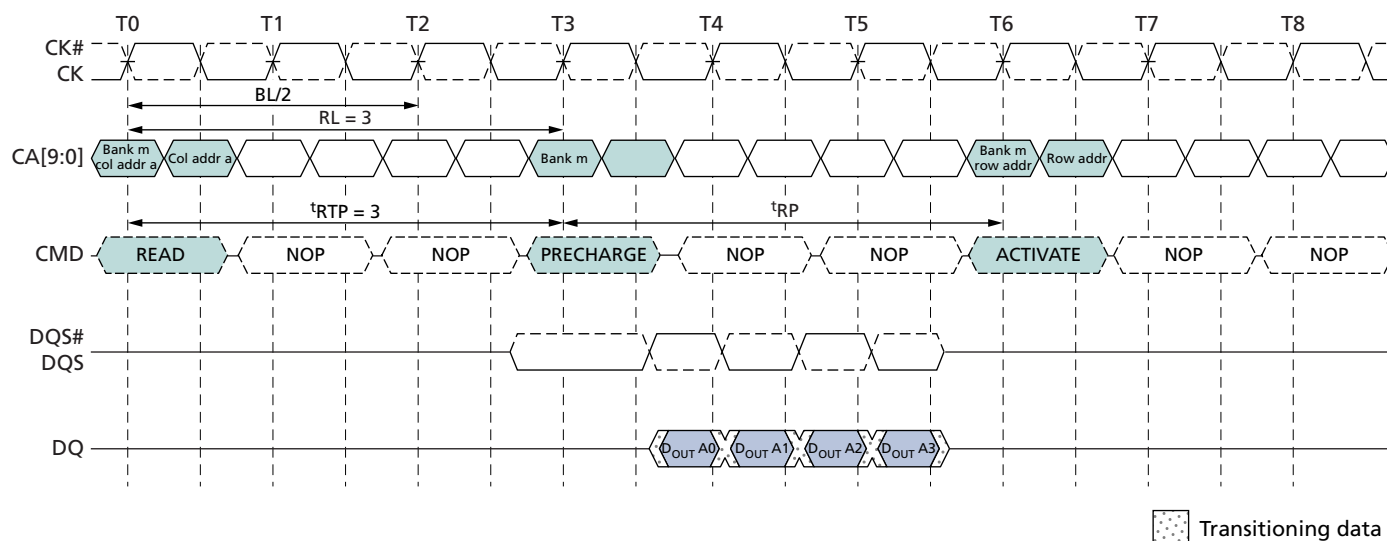 T0 T1 T2 T3 T4 T5 T6 T7 T8
CK#
CK
BL/2
RL = 3
CA[9:0]
Bank m
col addr a
Col addr a
Bank m
Bank m
row addr
Row addr
tRTP = 3
tRP
CMD
READ NOP NOP PRECHARGE NOP NOP ACTIVATE NOP NOP
DQS#
DQS
DQ
DOUT A0 DOUT A1 DOUT A2 DOUT A3
Transitioning data